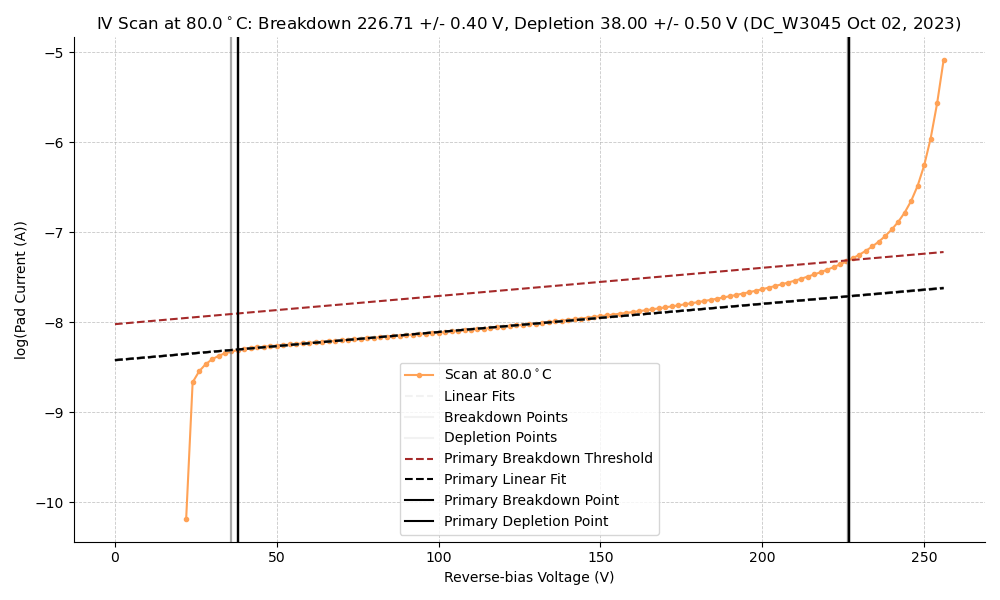 IV Scan at 80.0°C: Breakdown 226.71 +/- 0.40 V, Depletion 38.00 +/- 0.50 V (DC_W3045 Oct 02, 2023)
−5
−6
−7
−8
−9
−10
log(Pad Current (A))
Scan at 80.0°C
Linear Fits
Breakdown Points
Depletion Points
Primary Breakdown Threshold
Primary Linear Fit
Primary Breakdown Point
Primary Depletion Point
0 50 100 150 200 250
Reverse-bias Voltage (V)